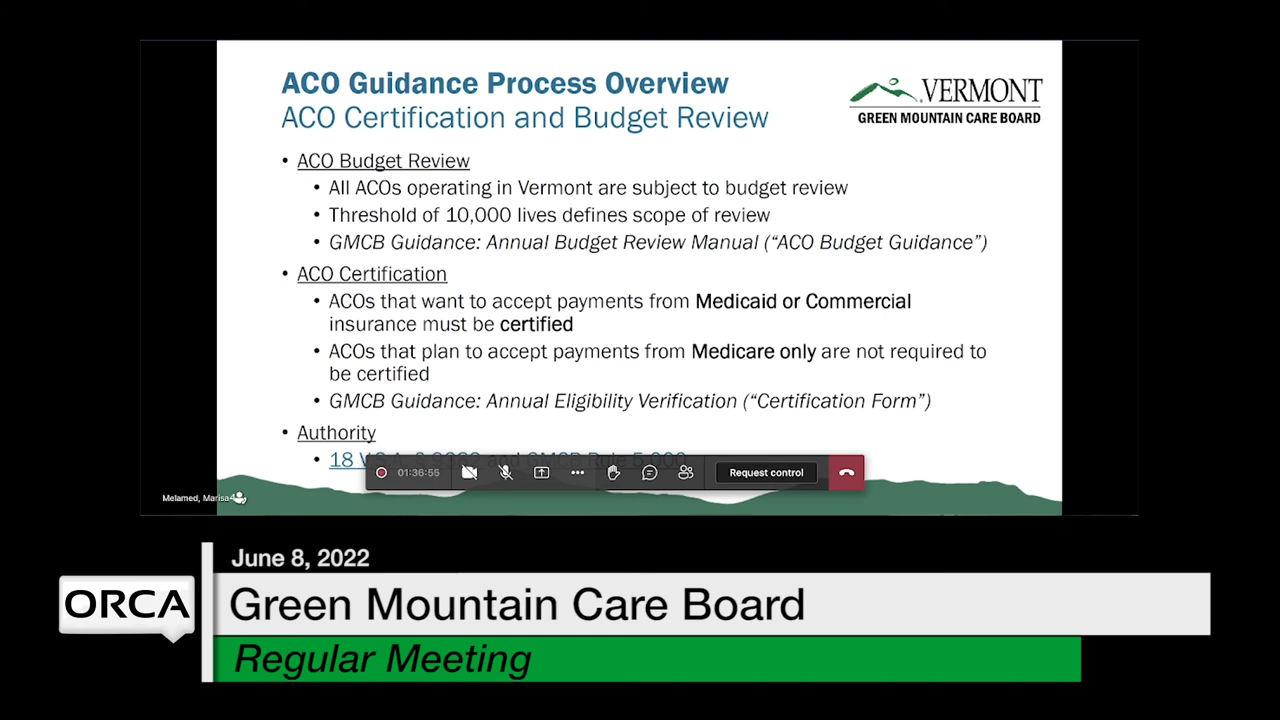 ACO Guidance Process Overview
ACO Certification and Budget Review
VERMONT
GREEN MOUNTAIN CARE BOARD
• ACO Budget Review
• All ACOs operating in Vermont are subject to budget review
• Threshold of 10,000 lives defines scope of review
• GMCB Guidance: Annual Budget Review Manual (“ACO Budget Guidance”)
• ACO Certification
• ACOs that want to accept payments from Medicaid or Commercial
insurance must be certified
• ACOs that plan to accept payments from Medicare only are not required to
be certified
• GMCB Guidance: Annual Eligibility Verification (“Certification Form”)
• Authority
• 18 and GMCB Rule 5.000
01:36:55
Request control
Melamed, Marisa
June 8, 2022
ORCA
Green Mountain Care Board
Regular Meeting